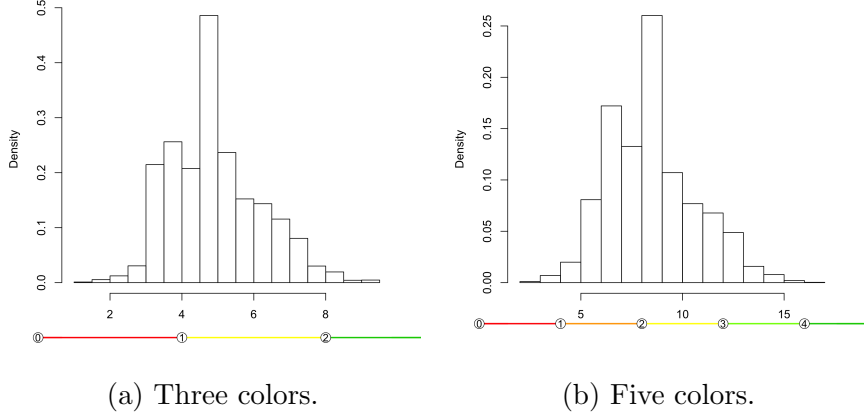 Density
0.0 0.1 0.2 0.3 0.4 0.5
2 4 6 8
0 1 2
(a) Three colors.
Density
0.00 0.05 0.10 0.15 0.20 0.25
5 10 15
0 1 2 3 4
(b) Five colors.